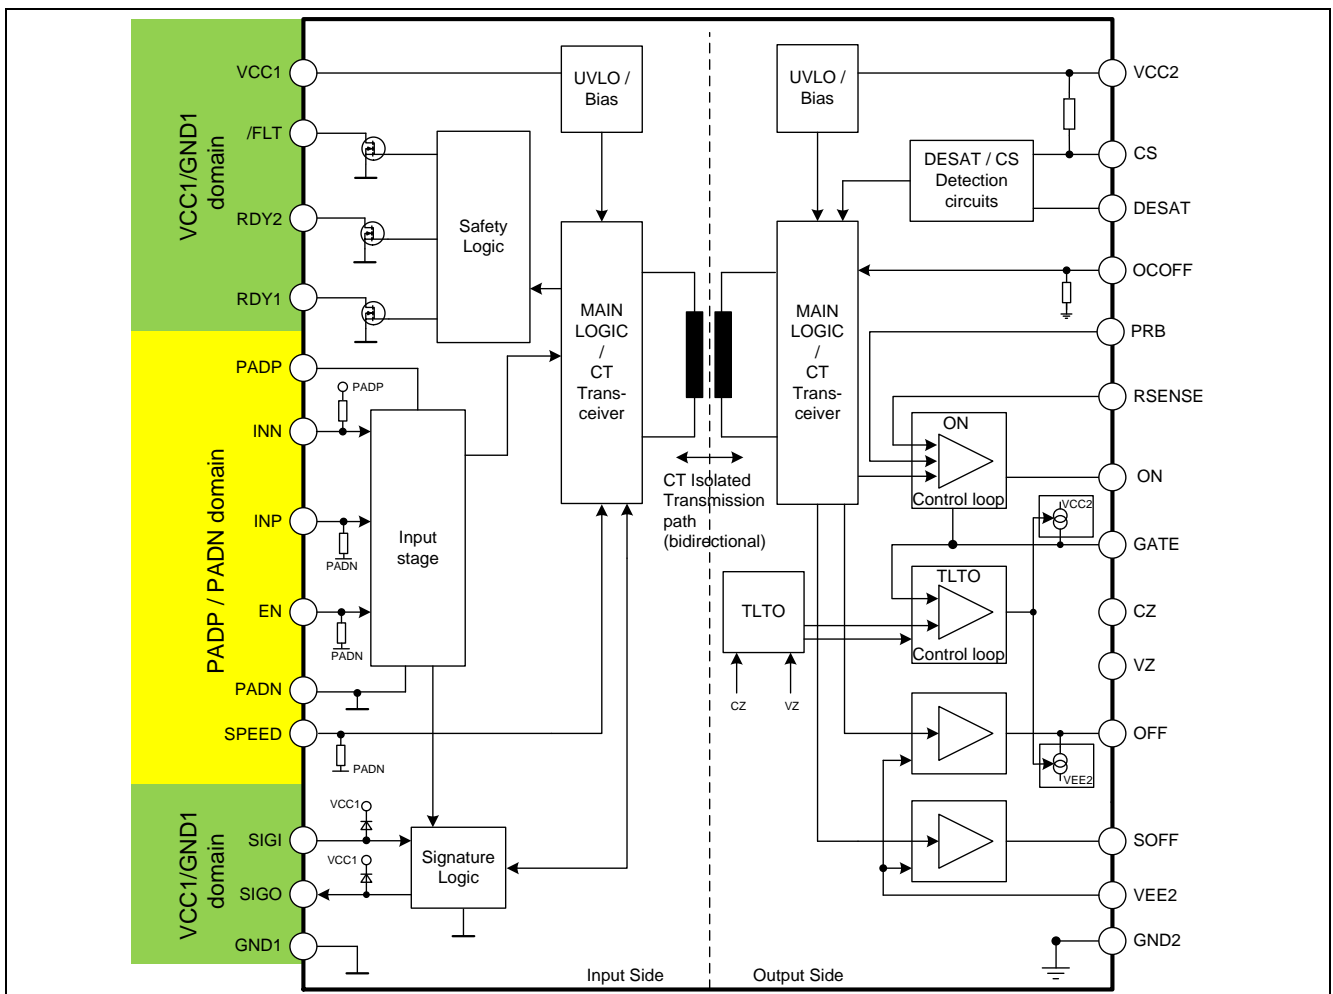 VCC1/GND1
domain
PADP / PADN domain
VCC1/GND1
domain
VCC1
/FLT
RDY2
RDY1
PADP
INN
INP
EN
PADN
SPEED
SIGI
SIGO
GND1
PADP
PADN
PADN
PADN
VCC1
VCC1
UVLO /
Bias
Safety
Logic
MAIN
LOGIC
/
CT
Trans-
ceiver
Input
stage
Signature
Logic
Input Side
CT Isolated
Transmission
path
(bidirectional)
Output Side
UVLO /
Bias
DESAT / CS
Detection
circuits
MAIN
LOGIC
/
CT
Trans-
ceiver
ON
Control loop
TLTO
TLTO
Control loop
CZ
VZ
VCC2
VEE2
VCC2
CS
DESAT
OCOFF
PRB
RSENSE
ON
GATE
CZ
VZ
OFF
SOFF
VEE2
GND2